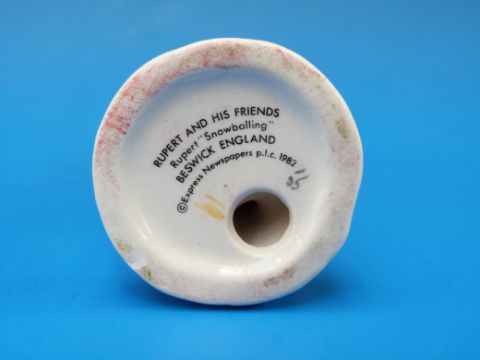 RUPERT AND HIS FRIENDS
Rupert "Snowballing"
BESWICK ENGLAND
©Express Newspapers p.l.c. 1982